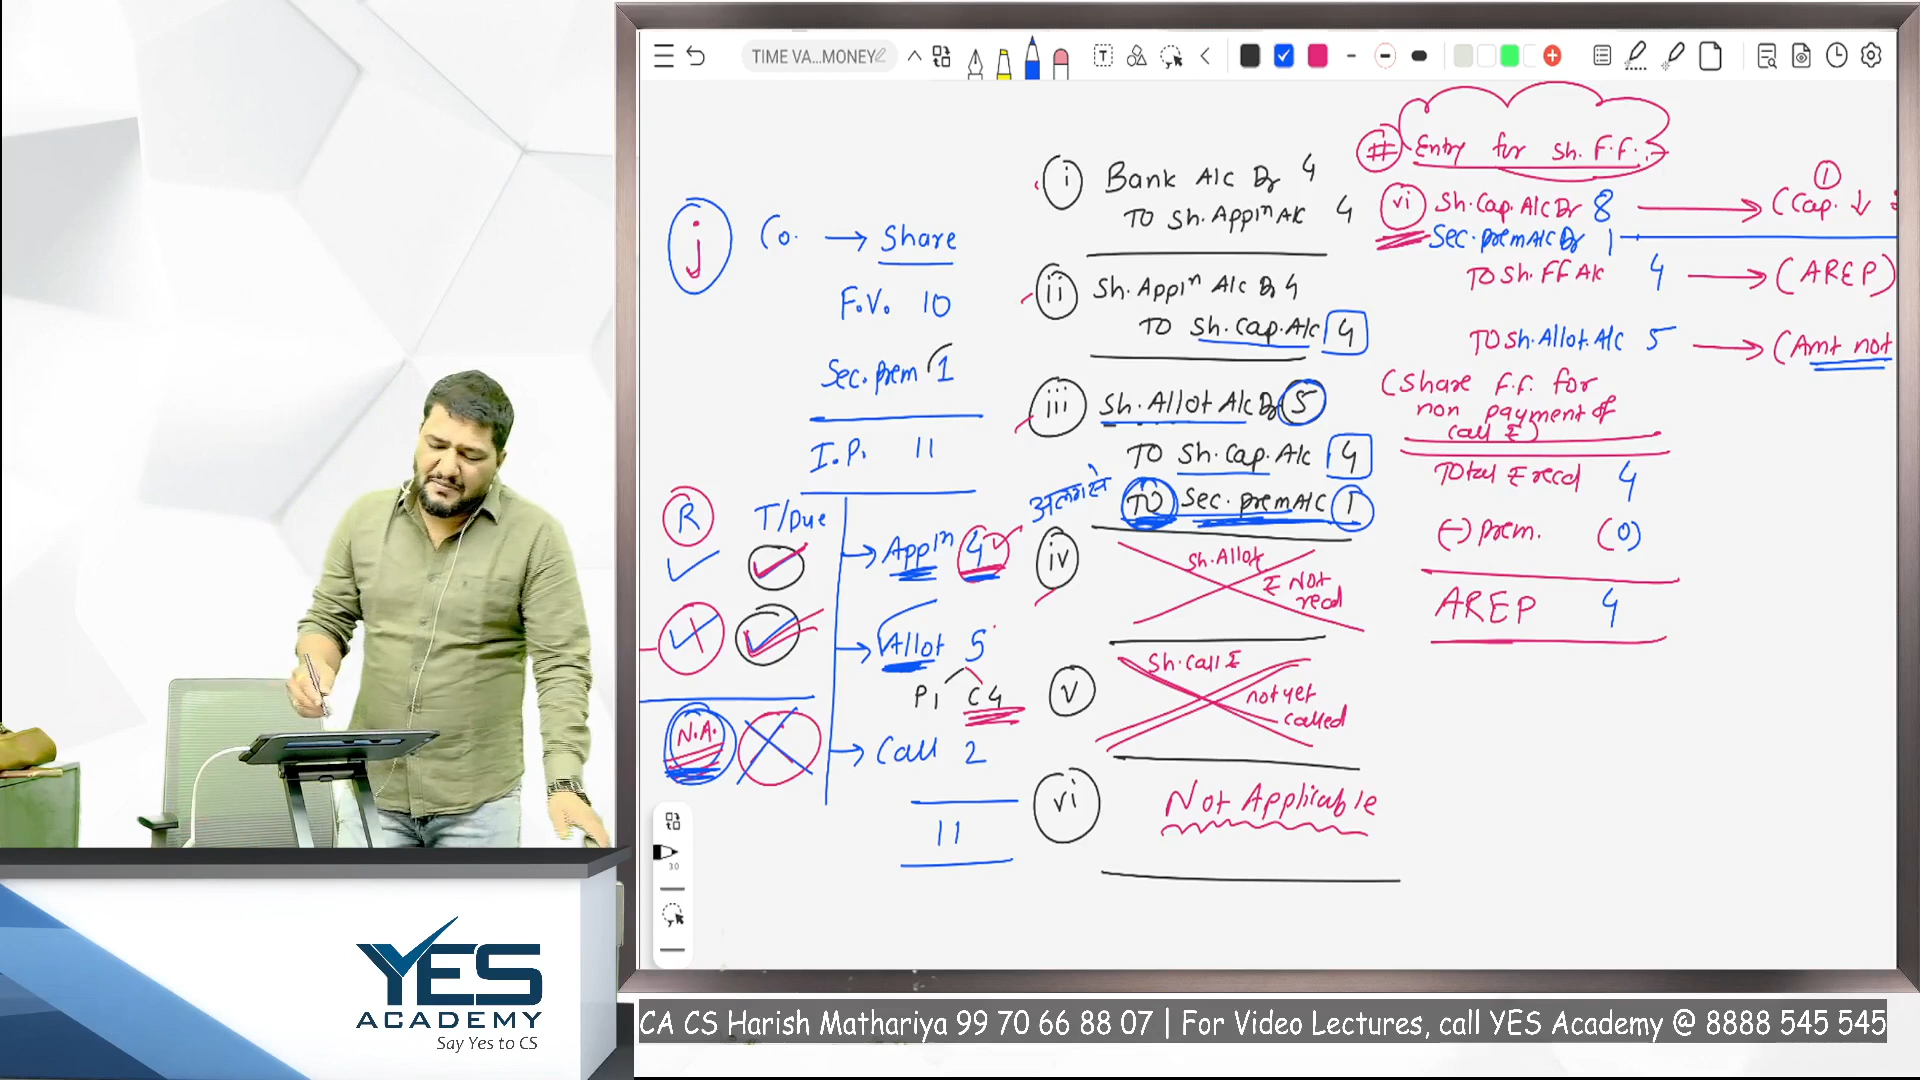 TIME VA...MONEY
T
j
Co. → Share
F.V. 10
Sec. prem 1
I.P. 11
R T/Due
Appln 4
Allot 5
P1 C4
N.A.
Call 2
11
i Bank A/c Dr 4
TO Sh. Appln A/c 4
ii Sh. Appln A/c Dr 4
TO Sh. Cap. A/c 4
iii Sh. Allot A/c Dr 5
TO Sh. Cap. A/c 4
अलग से TO Sec. prem A/c 1
iv Sh. Allot
Σ Not
recd
v Sh. call Σ
not yet
called
vi Not Applicable
# Entry for Sh. F.F.
1
vi Sh. Cap. A/c Dr 8 → (Cap. ↓
Sec. prem A/c Dr 1
TO Sh. FF A/c 4 → (AREP)
TO Sh. Allot. A/c 5 → (Amt not
(Share F.F. for
non payment of
call Σ)
Total Σ recd 4
(-) prem. (0)
AREP 4
30
YES
ACADEMY
Say Yes to CS
CA CS Harish Mathariya 99 70 66 88 07 | For Video Lectures, call YES Academy @ 8888 545 545